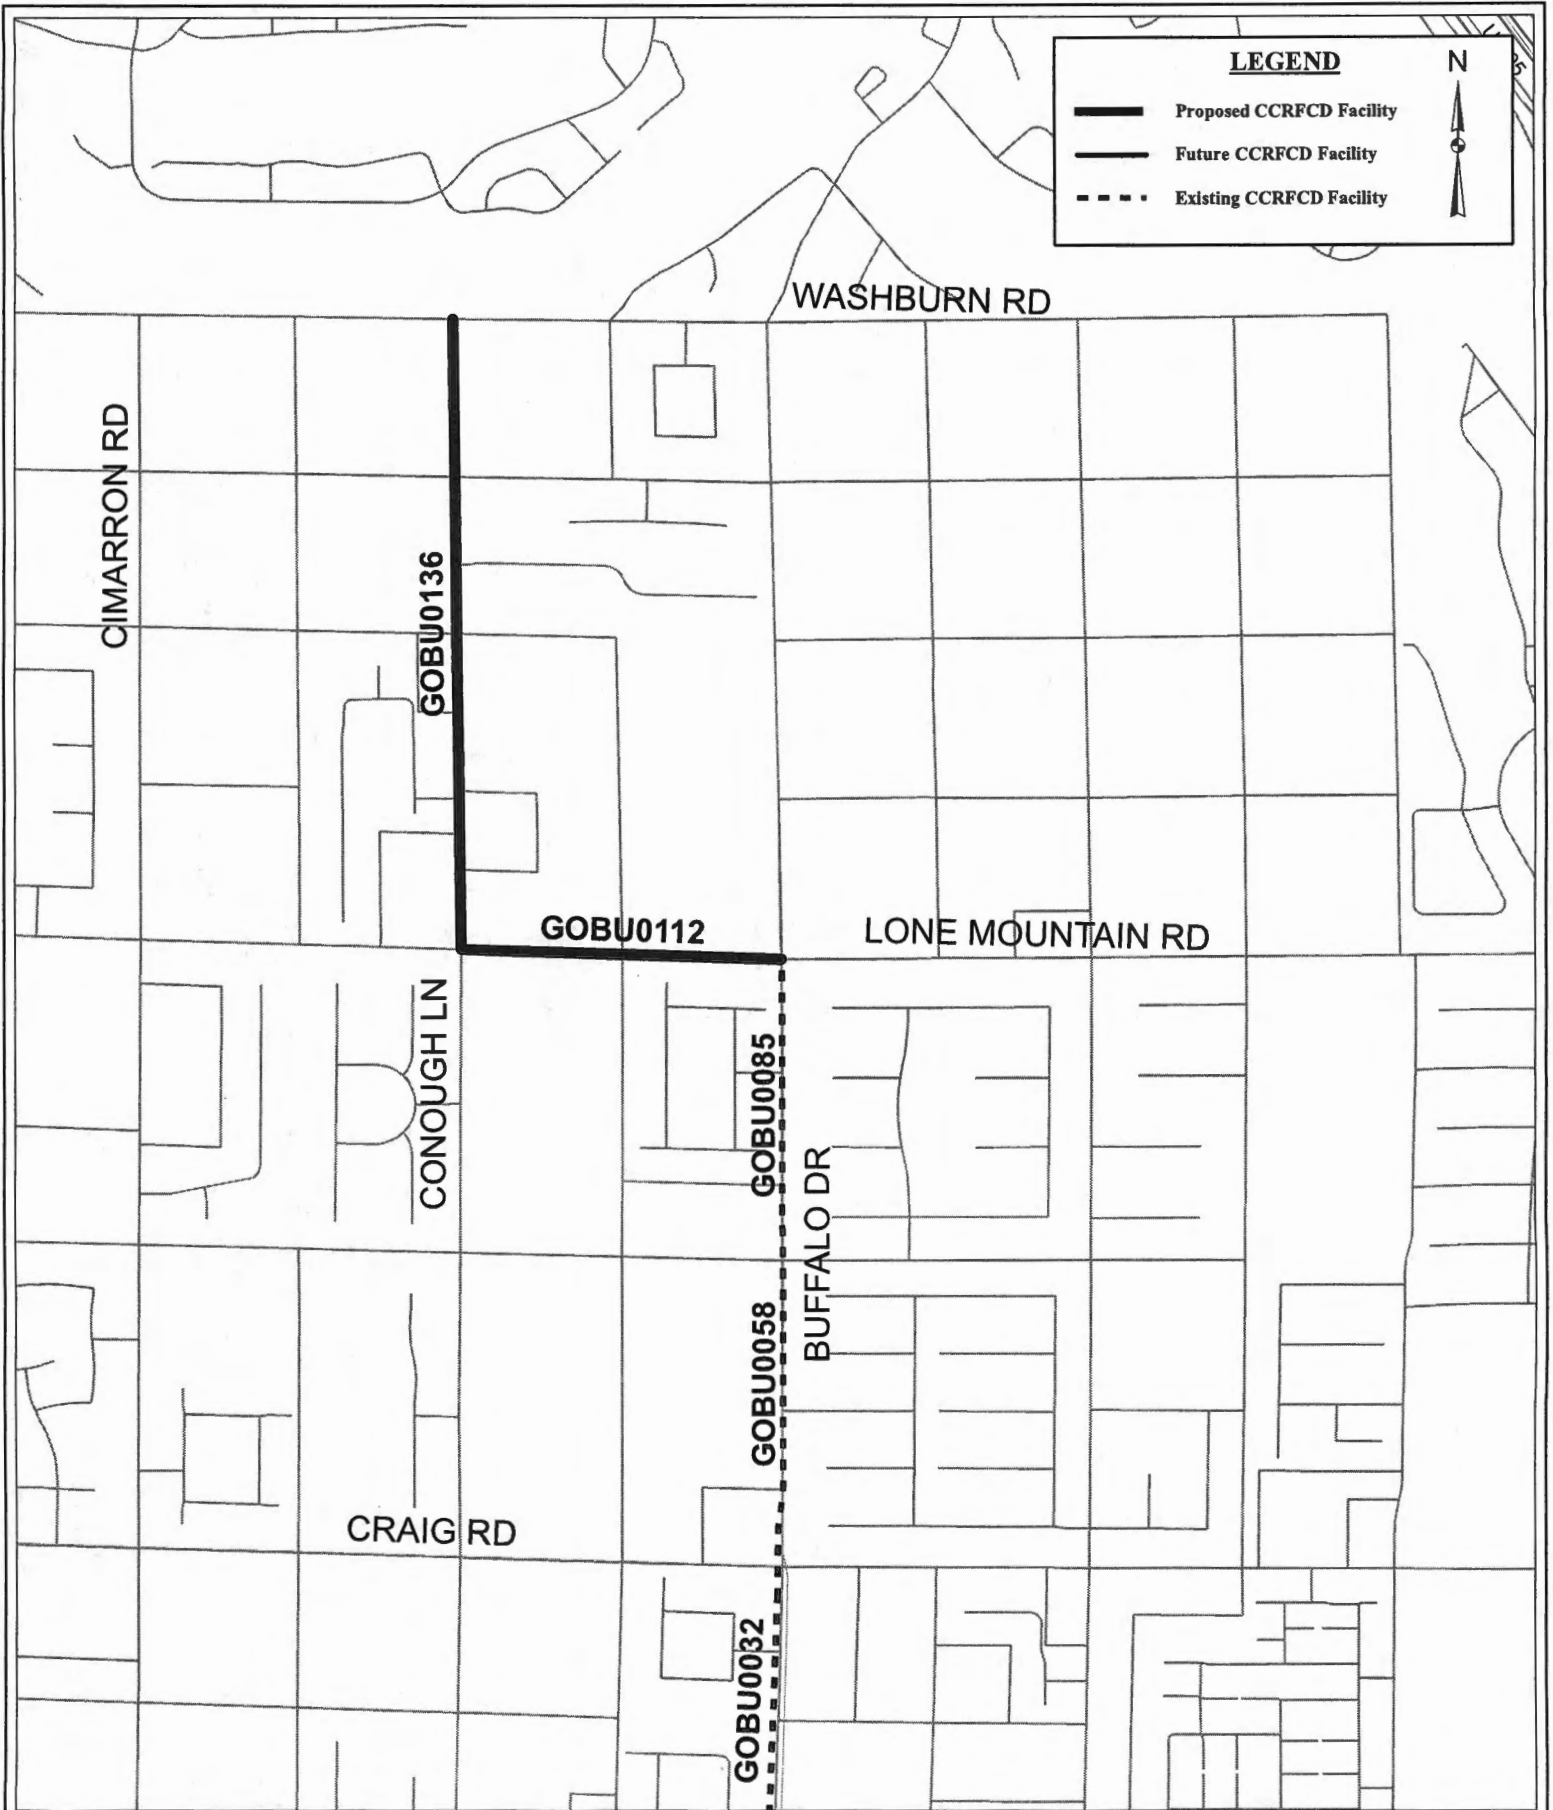 LEGEND
N
Proposed CCRFCD Facility
Future CCRFCD Facility
Existing CCRFCD Facility
WASHBURN RD
CIMARRON RD
GOBU0136
GOBU0112
LONE MOUNTAIN RD
CONOUGH LN
GOBU0085
BUFFALO DR
GOBU0058
CRAIG RD
GOBU0032